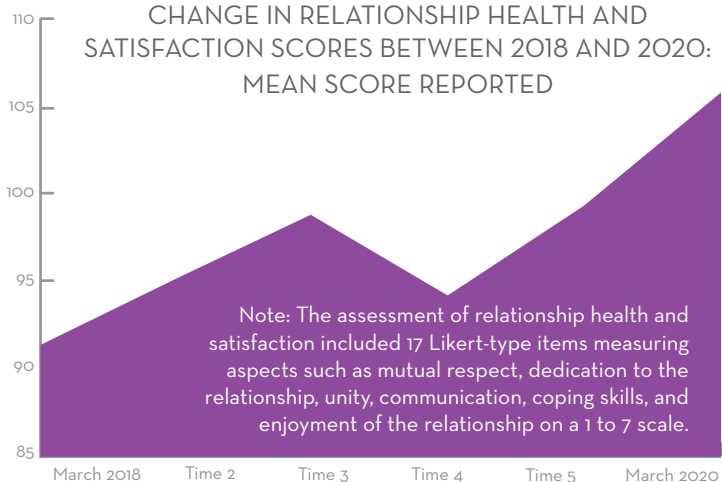 CHANGE IN RELATIONSHIP HEALTH AND
SATISFACTION SCORES BETWEEN 2018 AND 2020:
MEAN SCORE REPORTED
110
105
100
95
90
85
Note: The assessment of relationship health and
satisfaction included 17 Likert-type items measuring
aspects such as mutual respect, dedication to the
relationship, unity, communication, coping skills, and
enjoyment of the relationship on a 1 to 7 scale.
March 2018 Time 2 Time 3 Time 4 Time 5 March 2020